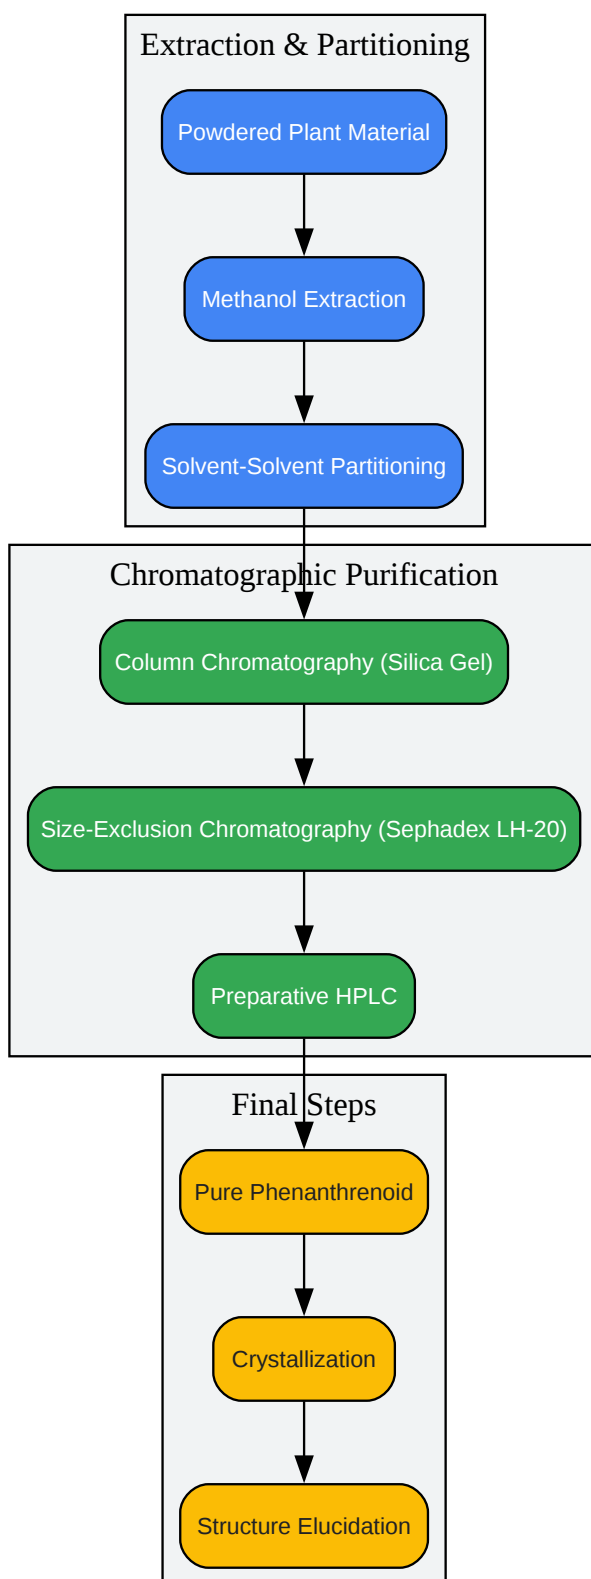 Extraction & Partitioning
Powdered Plant Material
Methanol Extraction
Solvent-Solvent Partitioning
Chromatographic Purification
Column Chromatography (Silica Gel)
Size-Exclusion Chromatography (Sephadex LH-20)
Preparative HPLC
Final Steps
Pure Phenanthrenoid
Crystallization
Structure Elucidation